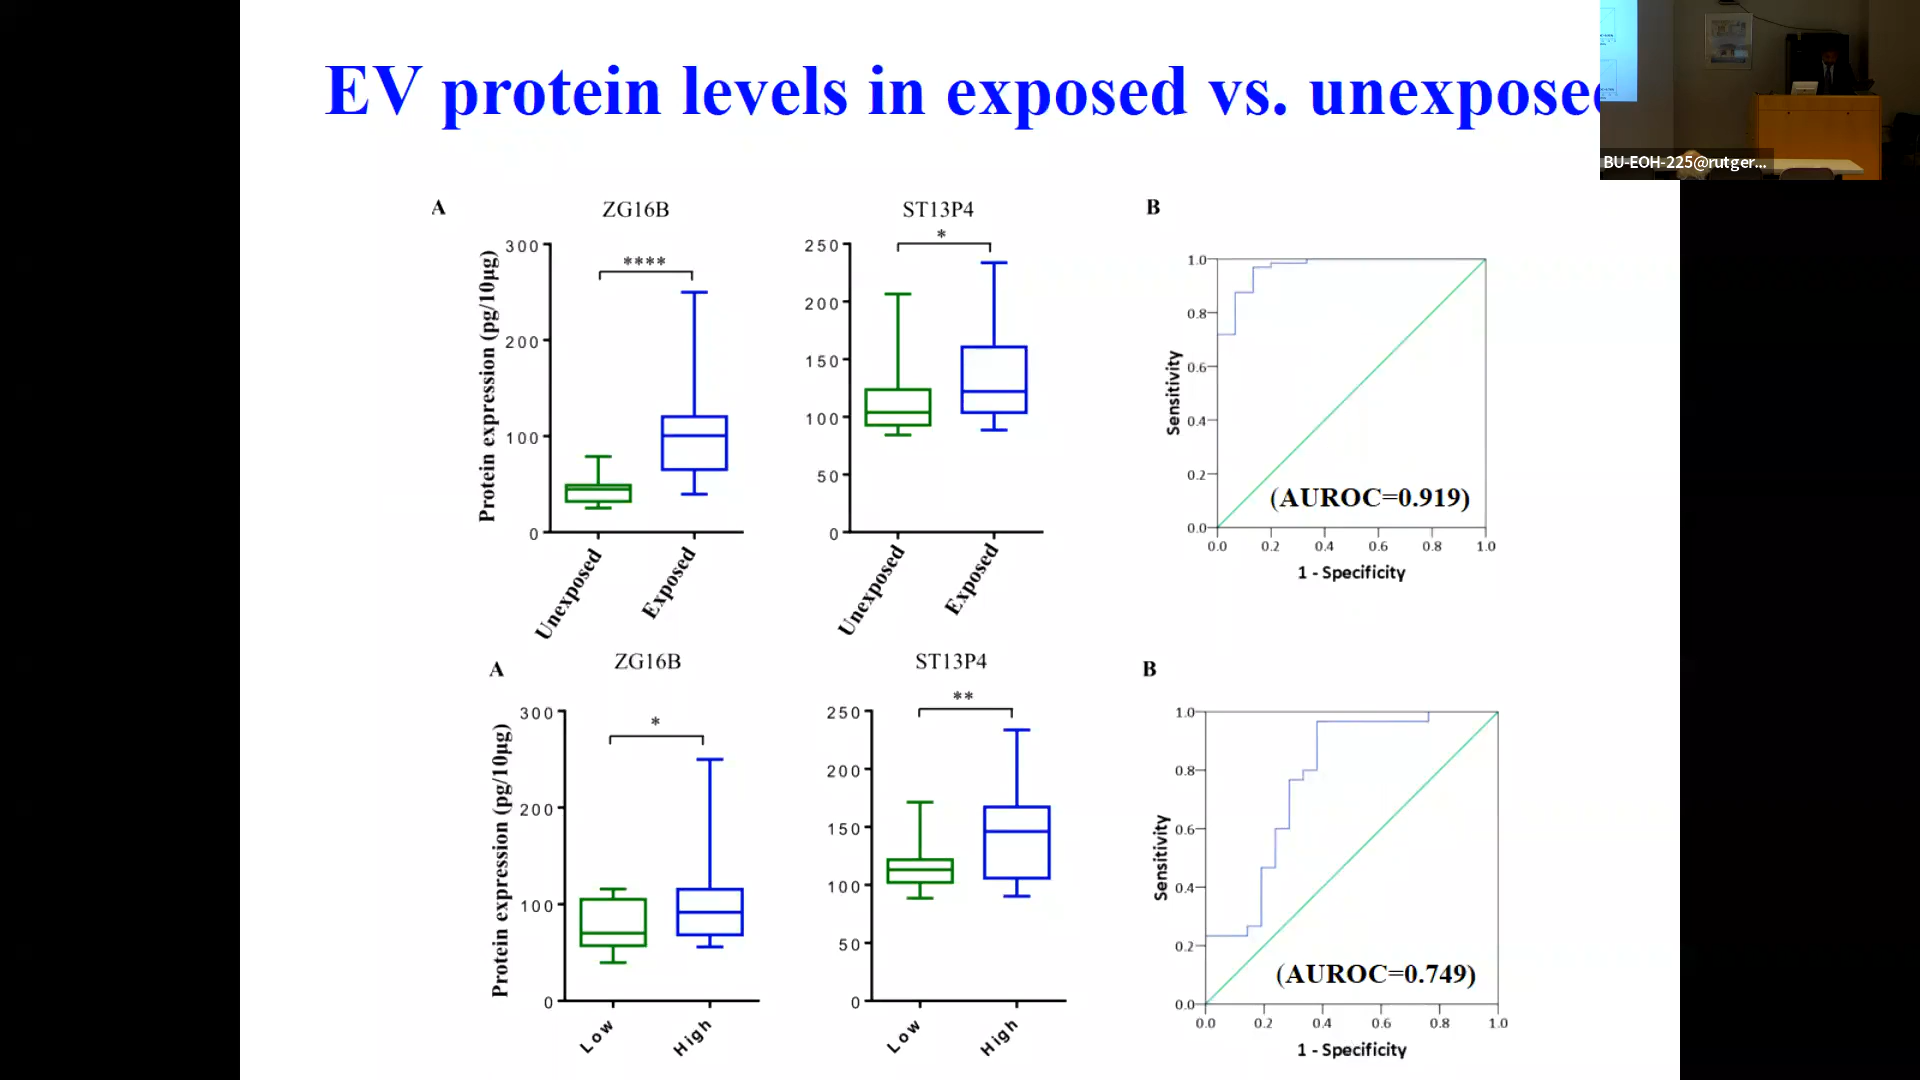 EV protein levels in exposed vs. unexposed
BU-EOH-225@rutger...
A
ZG16B
ST13P4
B
****
*
Protein expression (pg/10µg)
300
200
100
0
250
200
150
100
50
0
Unexposed
Exposed
Unexposed
Exposed
1.0
0.8
0.6
0.4
0.2
0.0
Sensitivity
(AUROC=0.919)
0.0 0.2 0.4 0.6 0.8 1.0
1 - Specificity
A
ZG16B
ST13P4
B
*
**
Protein expression (pg/10µg)
300
200
100
0
250
200
150
100
50
0
Low
High
Low
High
1.0
0.8
0.6
0.4
0.2
0.0
Sensitivity
(AUROC=0.749)
0.0 0.2 0.4 0.6 0.8 1.0
1 - Specificity